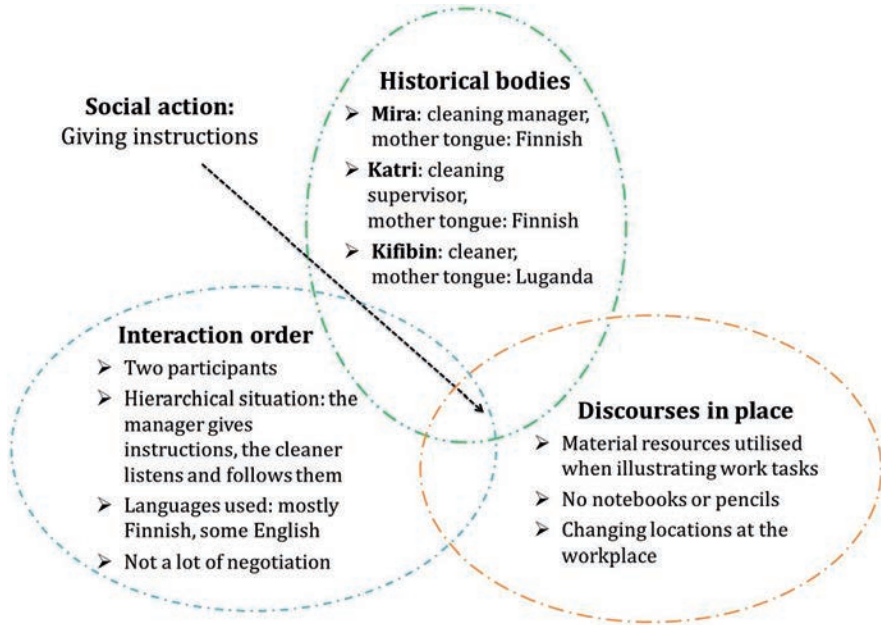 Social action:
Giving instructions
Historical bodies
➢ Mira: cleaning manager,
mother tongue: Finnish
➢ Katri: cleaning
supervisor,
mother tongue: Finnish
➢ Kifibin: cleaner,
mother tongue: Luganda
Interaction order
➢ Two participants
➢ Hierarchical situation: the
manager gives
instructions, the cleaner
listens and follows them
➢ Languages used: mostly
Finnish, some English
➢ Not a lot of negotiation
Discourses in place
➢ Material resources utilised
when illustrating work tasks
➢ No notebooks or pencils
➢ Changing locations at the
workplace